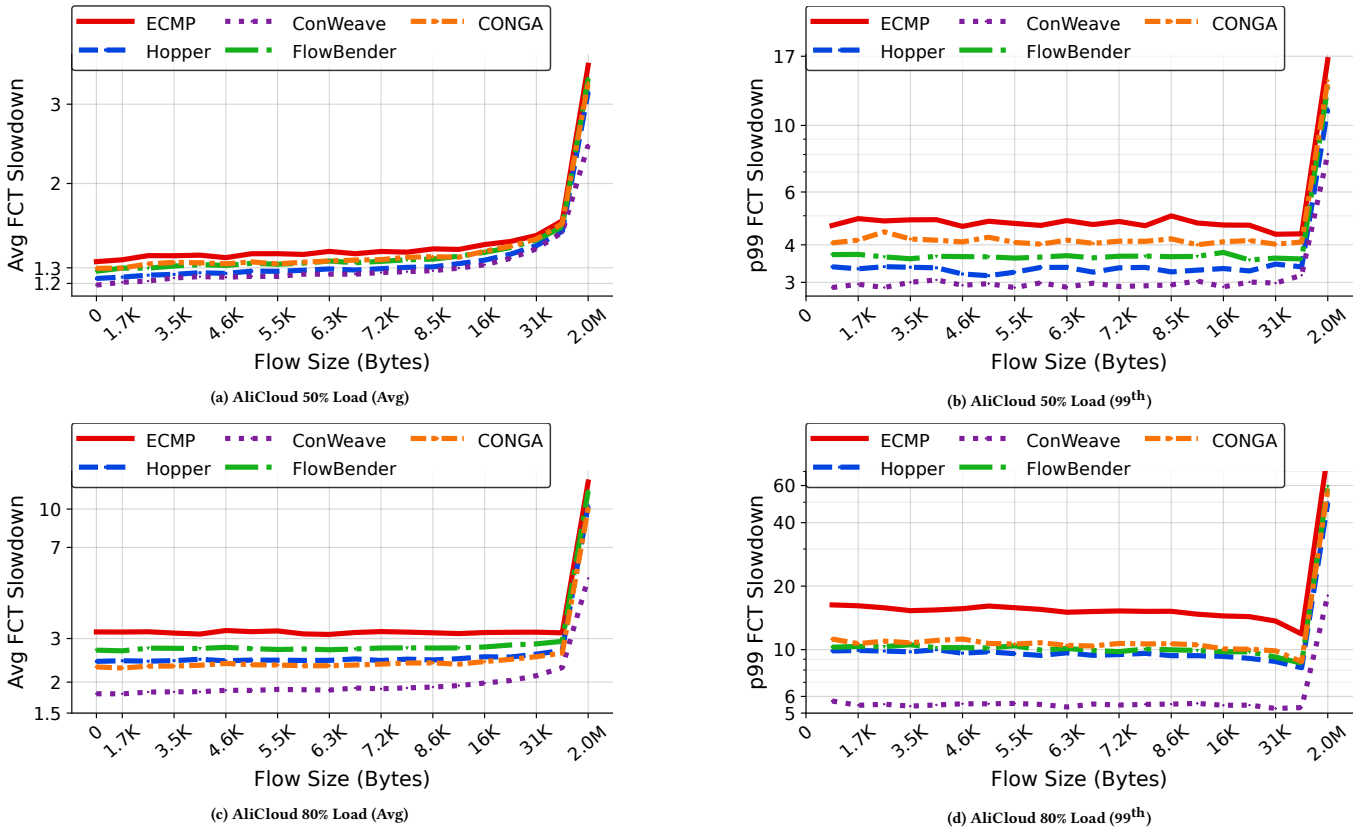 ECMP ConWeave CONGA
Hopper FlowBender
Avg FCT Slowdown
3
2
1.3
1.2
0 1.7K 3.5K 4.6K 5.5K 6.3K 7.2K 8.5K 16K 31K 2.0M
Flow Size (Bytes)
(a) AliCloud 50% Load (Avg)
ECMP ConWeave CONGA
Hopper FlowBender
p99 FCT Slowdown
17
10
6
4
3
0 1.7K 3.5K 4.6K 5.5K 6.3K 7.2K 8.5K 16K 31K 2.0M
Flow Size (Bytes)
(b) AliCloud 50% Load (99th)
ECMP ConWeave CONGA
Hopper FlowBender
Avg FCT Slowdown
10
7
3
2
1.5
0 1.7K 3.5K 4.6K 5.5K 6.3K 7.2K 8.6K 16K 31K 2.0M
Flow Size (Bytes)
(c) AliCloud 80% Load (Avg)
ECMP ConWeave CONGA
Hopper FlowBender
p99 FCT Slowdown
60
40
20
10
6
5
0 1.7K 3.5K 4.6K 5.5K 6.3K 7.2K 8.6K 16K 31K 2.0M
Flow Size (Bytes)
(d) AliCloud 80% Load (99th)